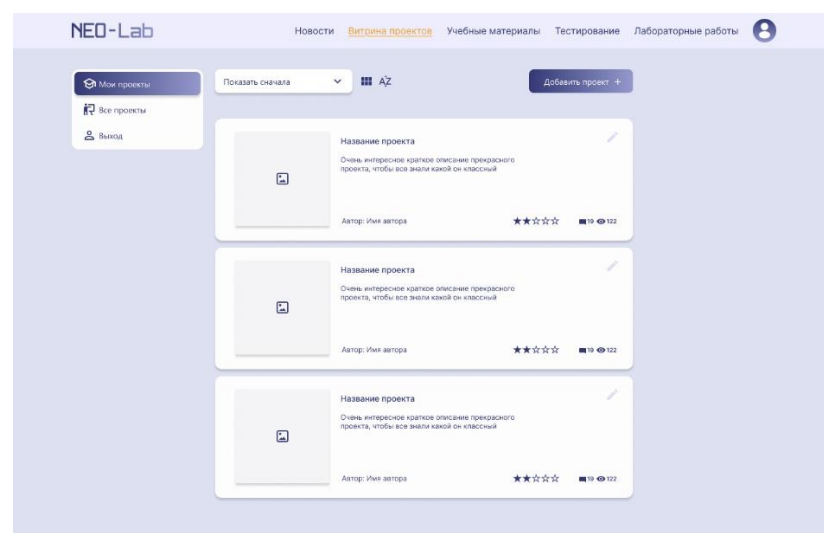 NEO-Lab
Новости Витрина проектов Учебные материалы Тестирование Лабораторные работы
Мои проекты
Все проекты
Выход
Показать сначала
AZ
Добавить проект +
Название проекта
Очень интересное краткое описание прекрасного
проекта, чтобы все знали какой он классный
Автор: Имя автора
19 122
Название проекта
Очень интересное краткое описание прекрасного
проекта, чтобы все знали какой он классный
Автор: Имя автора
19 122
Название проекта
Очень интересное краткое описание прекрасного
проекта, чтобы все знали какой он классный
Автор: Имя автора
19 122